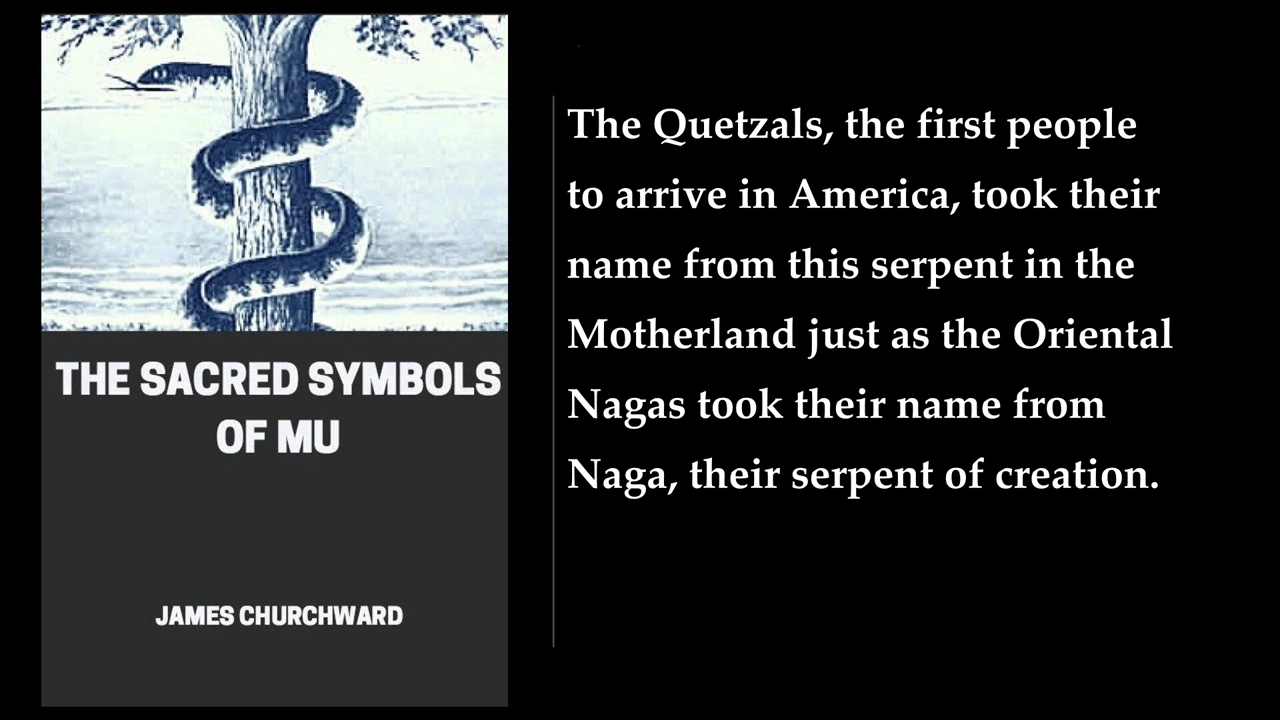 THE SACRED SYMBOLS
OF MU
JAMES CHURCHWARD
The Quetzals, the first people
to arrive in America, took their
name from this serpent in the
Motherland just as the Oriental
Nagas took their name from
Naga, their serpent of creation.